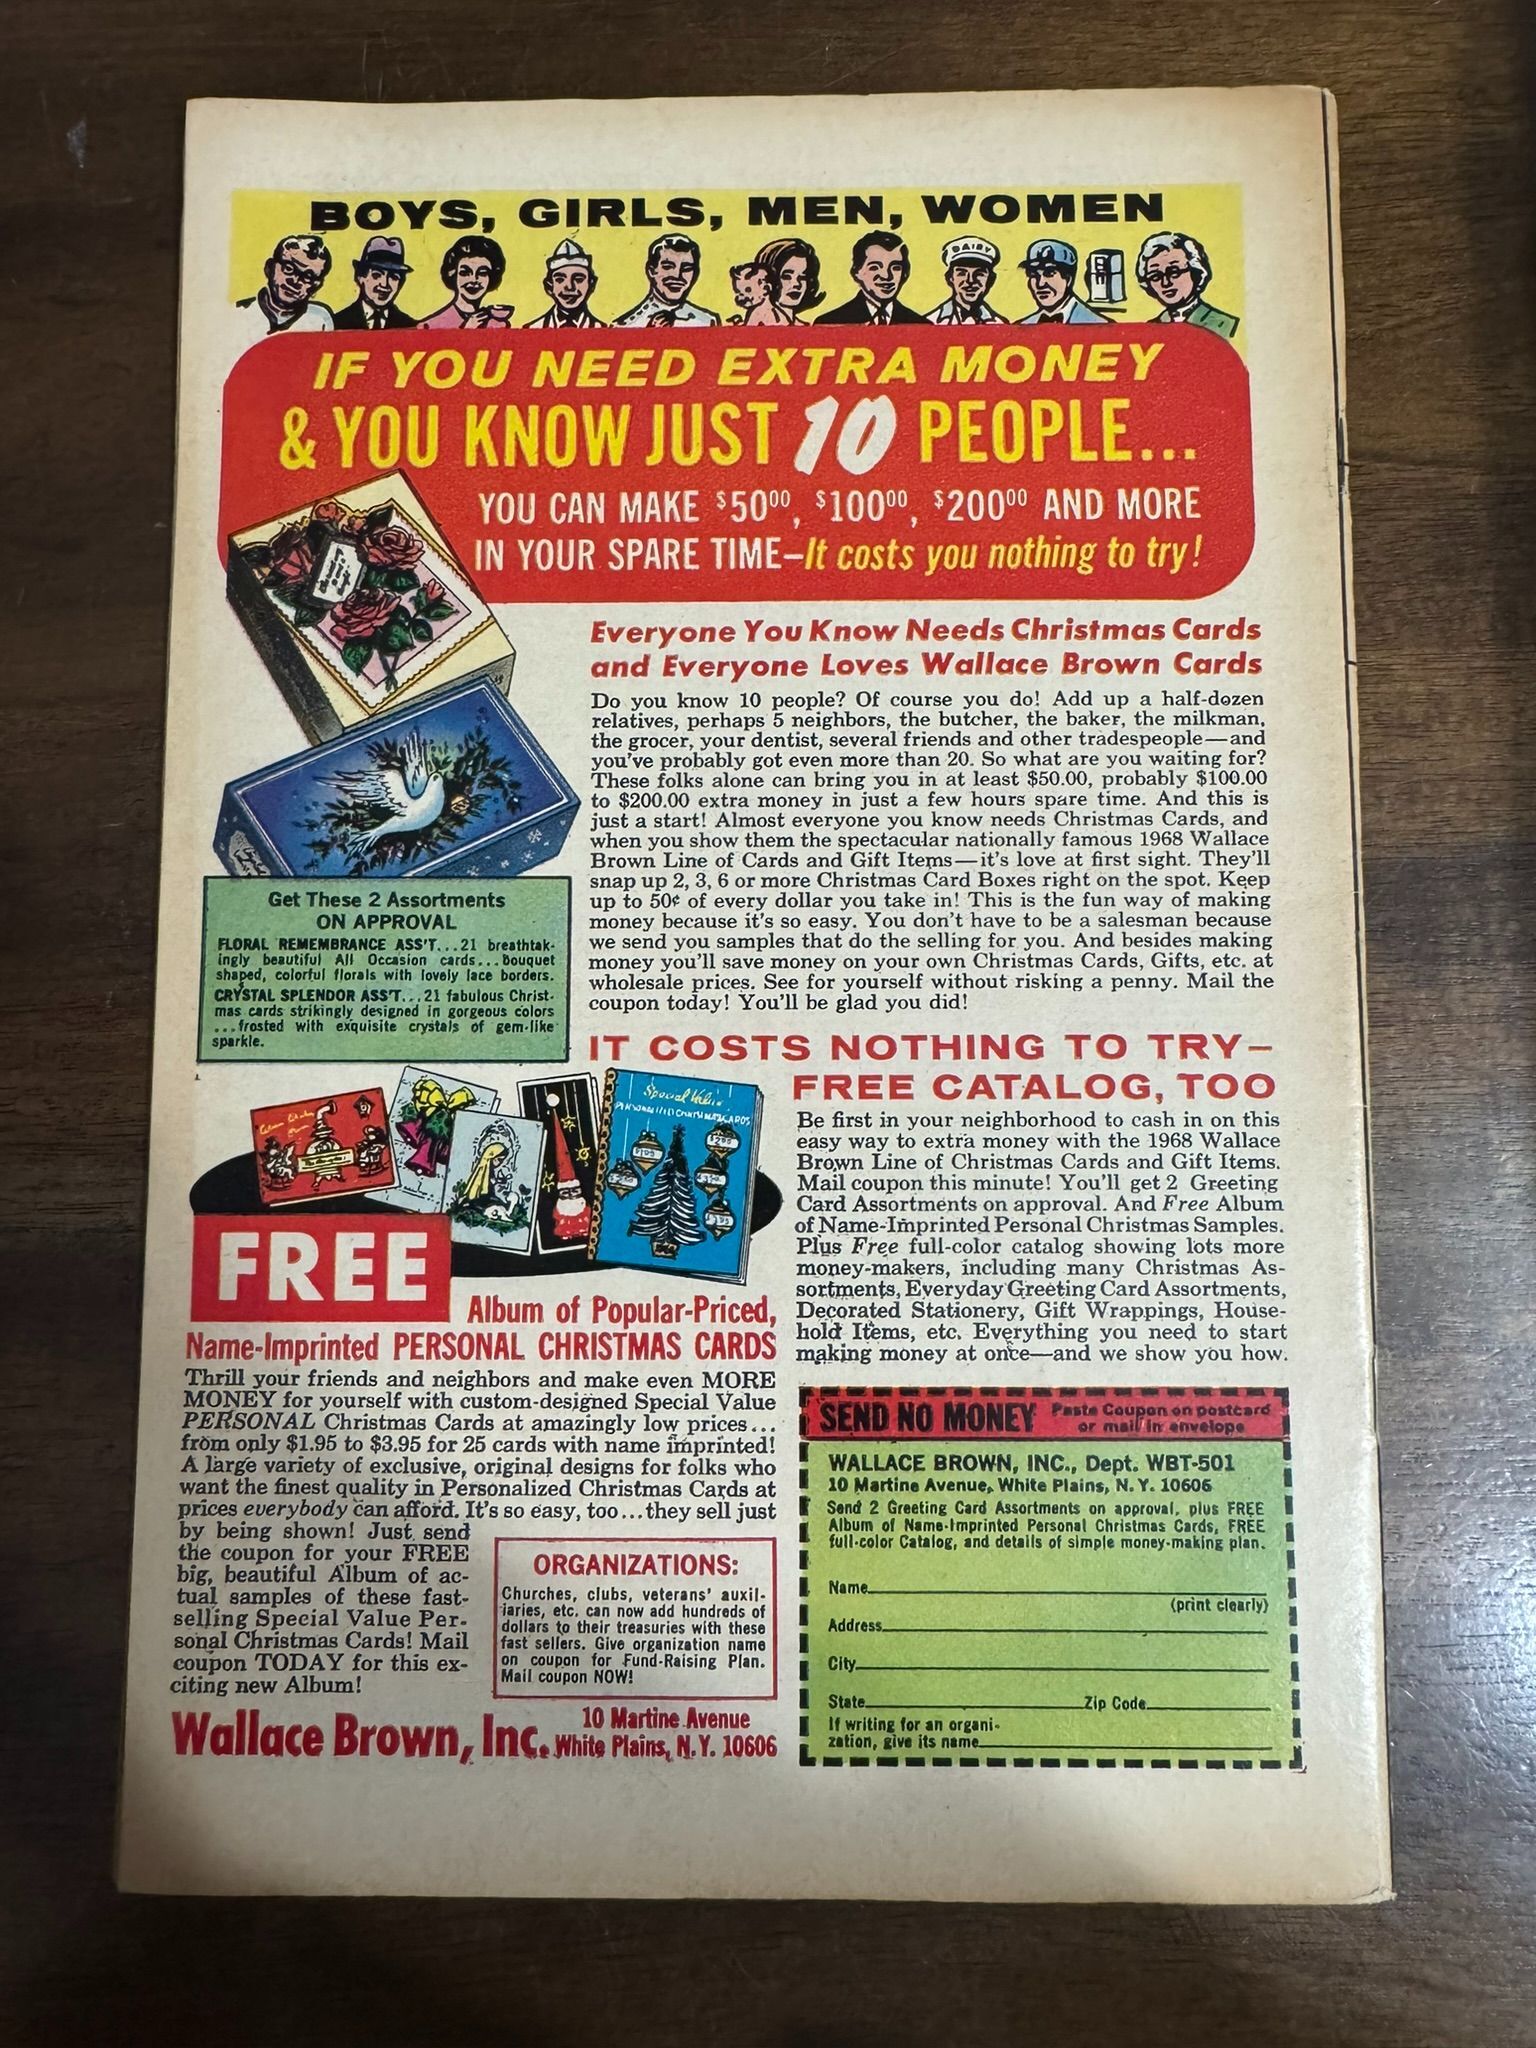 BOYS, GIRLS, MEN, WOMEN
DAIRY
IF YOU NEED EXTRA MONEY
& YOU KNOW JUST 10 PEOPLE...
YOU CAN MAKE $50⁰⁰, $100⁰⁰, $200⁰⁰ AND MORE
IN YOUR SPARE TIME—It costs you nothing to try!
Everyone You Know Needs Christmas Cards
and Everyone Loves Wallace Brown Cards
Do you know 10 people? Of course you do! Add up a half-dozen
relatives, perhaps 5 neighbors, the butcher, the baker, the milkman,
the grocer, your dentist, several friends and other tradespeople—and
you've probably got even more than 20. So what are you waiting for?
These folks alone can bring you in at least $50.00, probably $100.00
to $200.00 extra money in just a few hours spare time. And this is
just a start! Almost everyone you know needs Christmas Cards, and
when you show them the spectacular nationally famous 1968 Wallace
Brown Line of Cards and Gift Items—it's love at first sight. They'll
snap up 2, 3, 6 or more Christmas Card Boxes right on the spot. Keep
up to 50¢ of every dollar you take in! This is the fun way of making
money because it's so easy. You don't have to be a salesman because
we send you samples that do the selling for you. And besides making
money you'll save money on your own Christmas Cards, Gifts, etc. at
wholesale prices. See for yourself without risking a penny. Mail the
coupon today! You'll be glad you did!
Get These 2 Assortments
ON APPROVAL
FLORAL REMEMBRANCE ASS'T...21 breathtak-
ingly beautiful All Occasion cards...bouquet
shaped, colorful florals with lovely lace borders.
CRYSTAL SPLENDOR ASS'T...21 fabulous Christ-
mas cards strikingly designed in gorgeous colors
...frosted with exquisite crystals of gem-like
sparkle.
IT COSTS NOTHING TO TRY—
FREE CATALOG, TOO
Be first in your neighborhood to cash in on this
easy way to extra money with the 1968 Wallace
Brown Line of Christmas Cards and Gift Items.
Mail coupon this minute! You'll get 2 Greeting
Card Assortments on approval. And Free Album
of Name-Imprinted Personal Christmas Samples.
Plus Free full-color catalog showing lots more
money-makers, including many Christmas As-
sortments, Everyday Greeting Card Assortments,
Decorated Stationery, Gift Wrappings, House-
hold Items, etc. Everything you need to start
making money at once—and we show you how.
Special Value
PERSONALIZED CHRISTMAS CARDS
FREE
Album of Popular-Priced,
Name-Imprinted PERSONAL CHRISTMAS CARDS
Thrill your friends and neighbors and make even MORE
MONEY for yourself with custom-designed Special Value
PERSONAL Christmas Cards at amazingly low prices...
from only $1.95 to $3.95 for 25 cards with name imprinted!
A large variety of exclusive, original designs for folks who
want the finest quality in Personalized Christmas Cards at
prices everybody can afford. It's so easy, too...they sell just
by being shown! Just send
the coupon for your FREE
big, beautiful Album of ac-
tual samples of these fast-
selling Special Value Per-
sonal Christmas Cards! Mail
coupon TODAY for this ex-
citing new Album!
ORGANIZATIONS:
Churches, clubs, veterans' auxil-
iaries, etc. can now add hundreds of
dollars to their treasuries with these
fast sellers. Give organization name
on coupon for Fund-Raising Plan.
Mail coupon NOW!
Wallace Brown, Inc. 10 Martine Avenue
White Plains, N.Y. 10606
SEND NO MONEY Paste Coupon on postcard
or mail in envelope
WALLACE BROWN, INC., Dept. WBT-501
10 Martine Avenue, White Plains, N.Y. 10606
Send 2 Greeting Card Assortments on approval, plus FREE
Album of Name-Imprinted Personal Christmas Cards, FREE
full-color Catalog, and details of simple money-making plan.
Name
(print clearly)
Address
City
State Zip Code
If writing for an organi-
zation, give its name